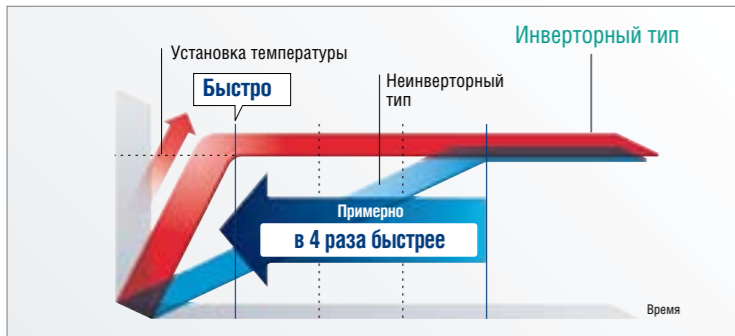 Инверторный тип
Установка температуры
Быстро
Неинверторный
тип
Примерно
в 4 раза быстрее
Время